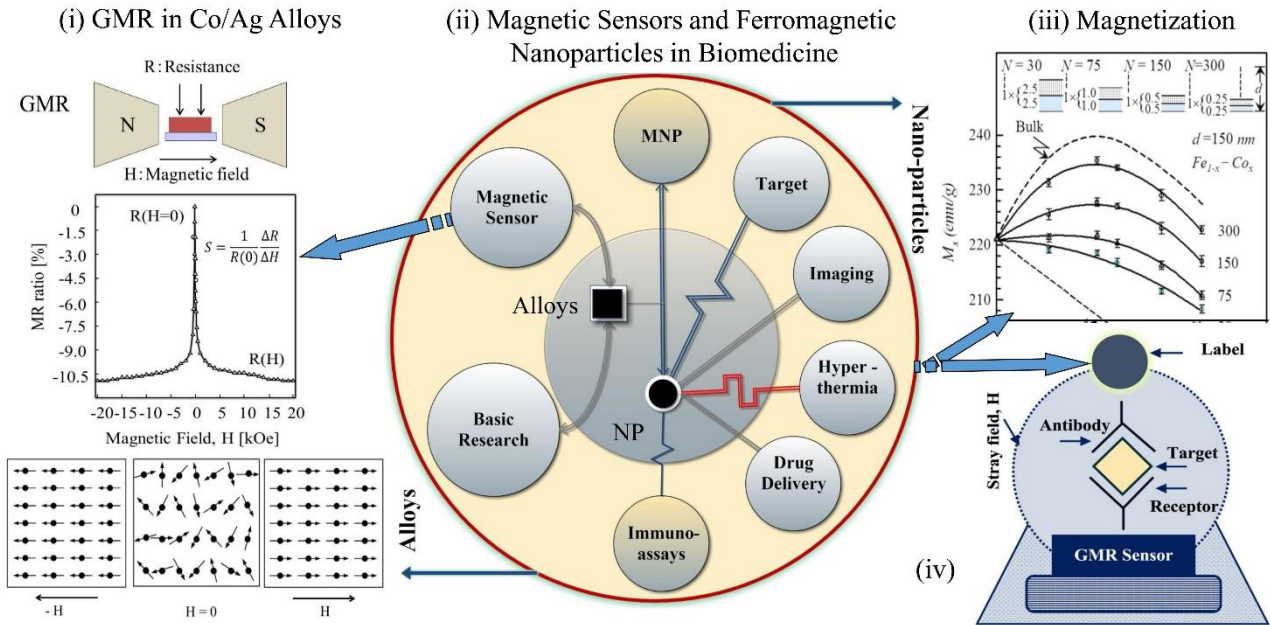 (i) GMR in Co/Ag Alloys
R : Resistance
GMR
N
S
H : Magnetic field
R(H=0)
S = 1/R(0) ΔR/ΔH
MR ratio [%]
0
-1.5
-3.0
-4.5
-6.0
-7.5
-9.0
-10.5
R(H)
-20 -15 -10 -5 0 5 10 15 20
Magnetic Field, H [kOe]
- H
H = 0
H
(ii) Magnetic Sensors and Ferromagnetic
Nanoparticles in Biomedicine
MNP
Magnetic
Sensor
Target
Imaging
Alloys
Hyper -
thermia
NP
Basic
Research
Drug
Delivery
Immuno-
assays
Nano-particles
Alloys
(iii) Magnetization
N = 30 N = 75 N = 150 N=300
1×{2.5 2.5 1×{1.0 1.0 1×{0.5 0.5 1×{0.25 0.25
d
Bulk
d = 150 nm
Fe1-x – Cox
Ms (emu/g)
240
230
220
210
300
150
75
30
Label
Stray field, H
Antibody
Target
Receptor
GMR Sensor
(iv)